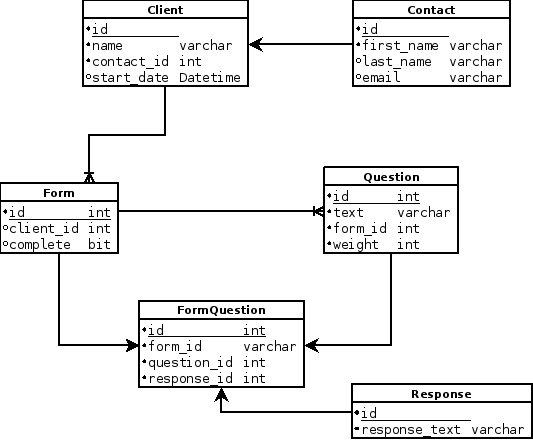 Client
id
name varchar
contact_id int
start_date Datetime
Contact
id
first_name varchar
last_name varchar
email varchar
Form
id int
client_id int
complete bit
Question
id int
text varchar
form_id int
weight int
FormQuestion
id int
form_id varchar
question_id int
response_id int
Response
id
response_text varchar